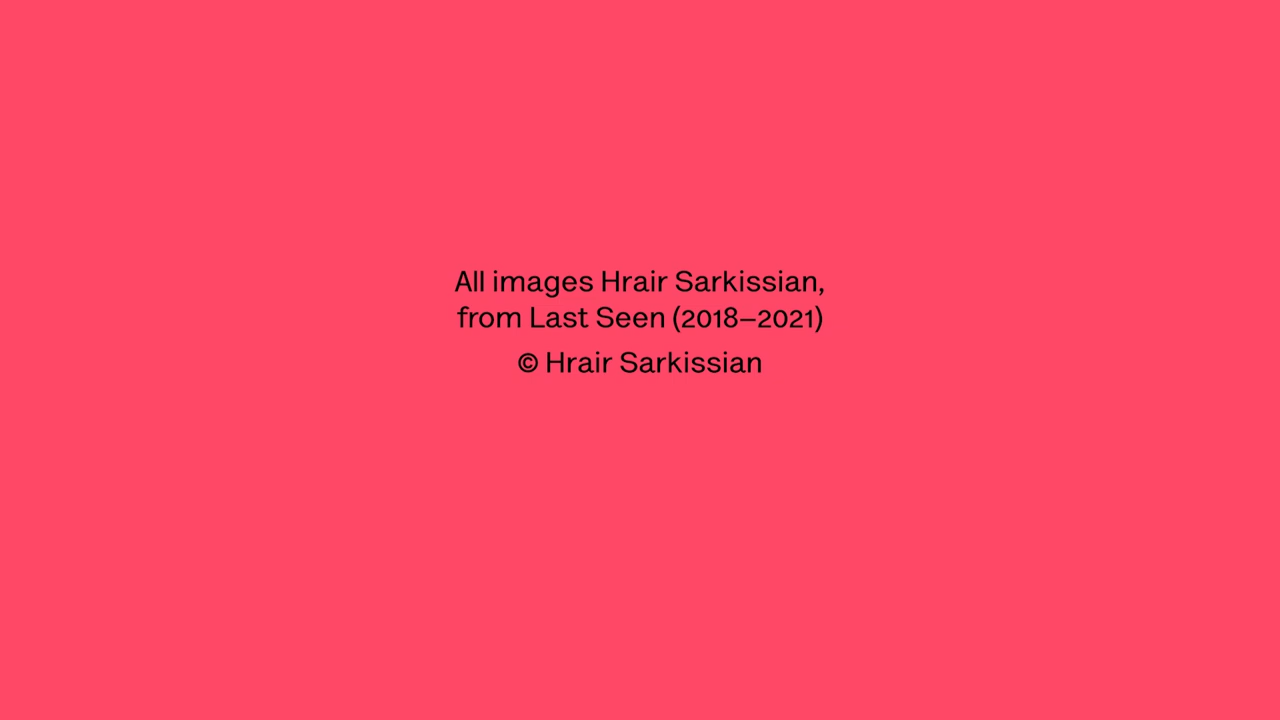 All images Hrair Sarkissian,
from Last Seen (2018–2021)
© Hrair Sarkissian